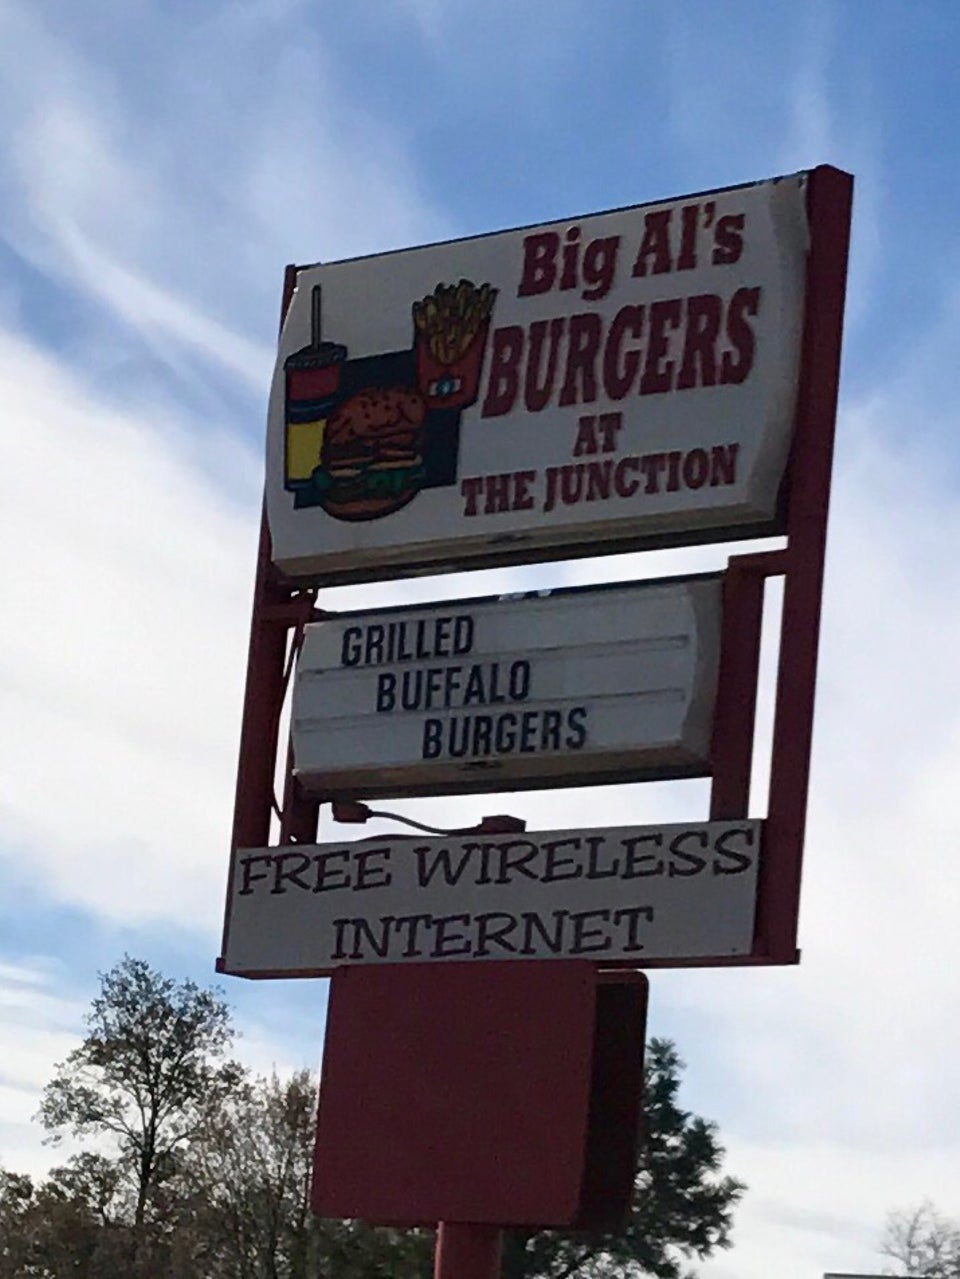 Big Al's
BURGERS
AT
THE JUNCTION
GRILLED
BUFFALO
BURGERS
FREE WIRELESS
INTERNET